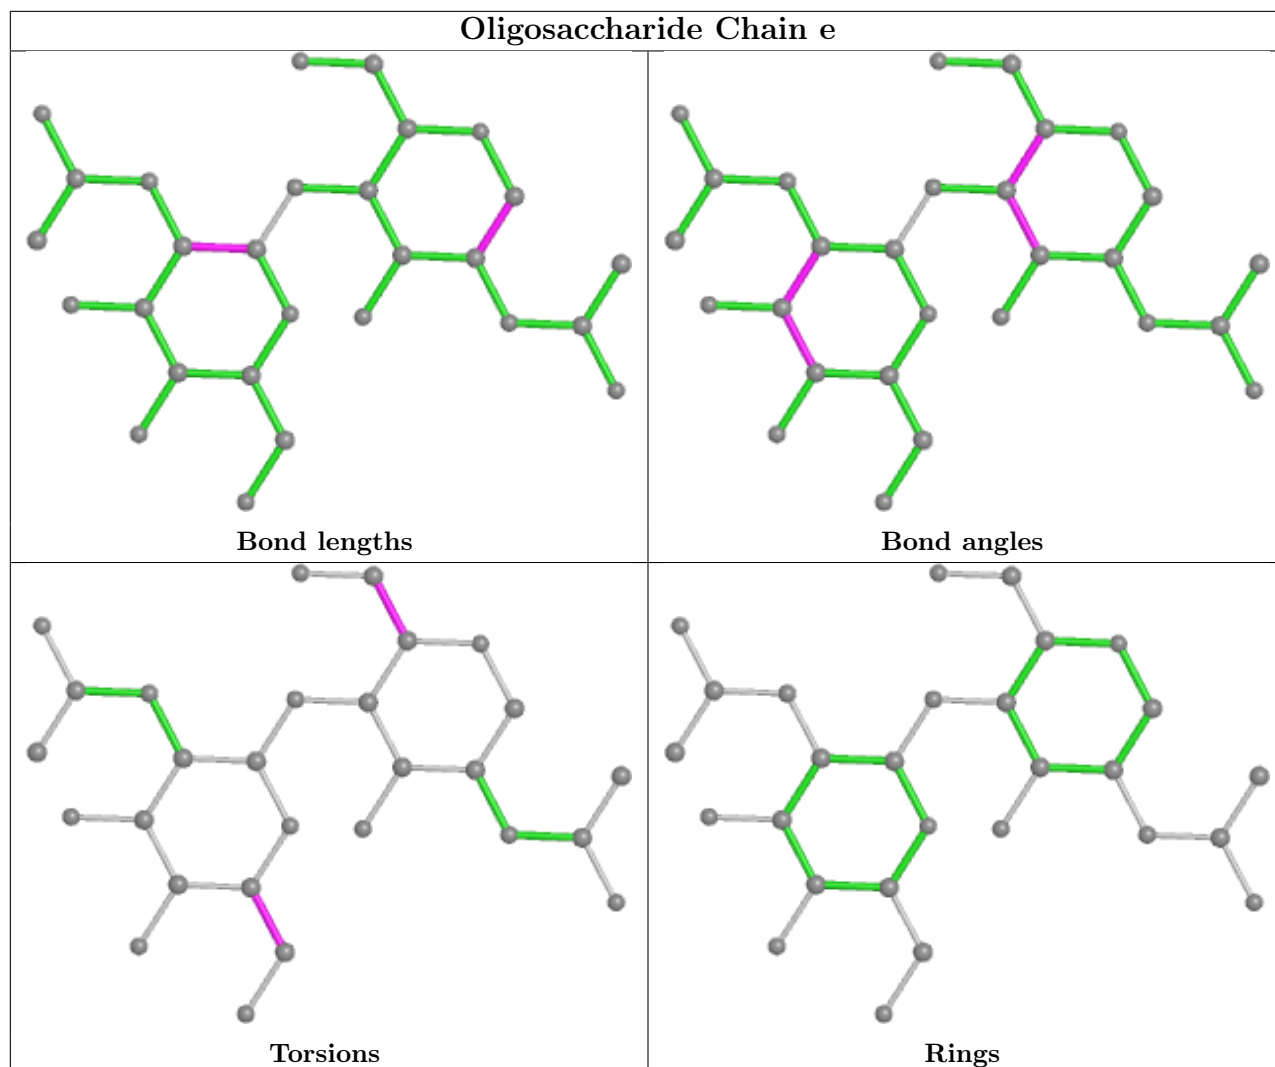 Oligosaccharide Chain e
Bond lengths
Bond angles
Torsions
Rings